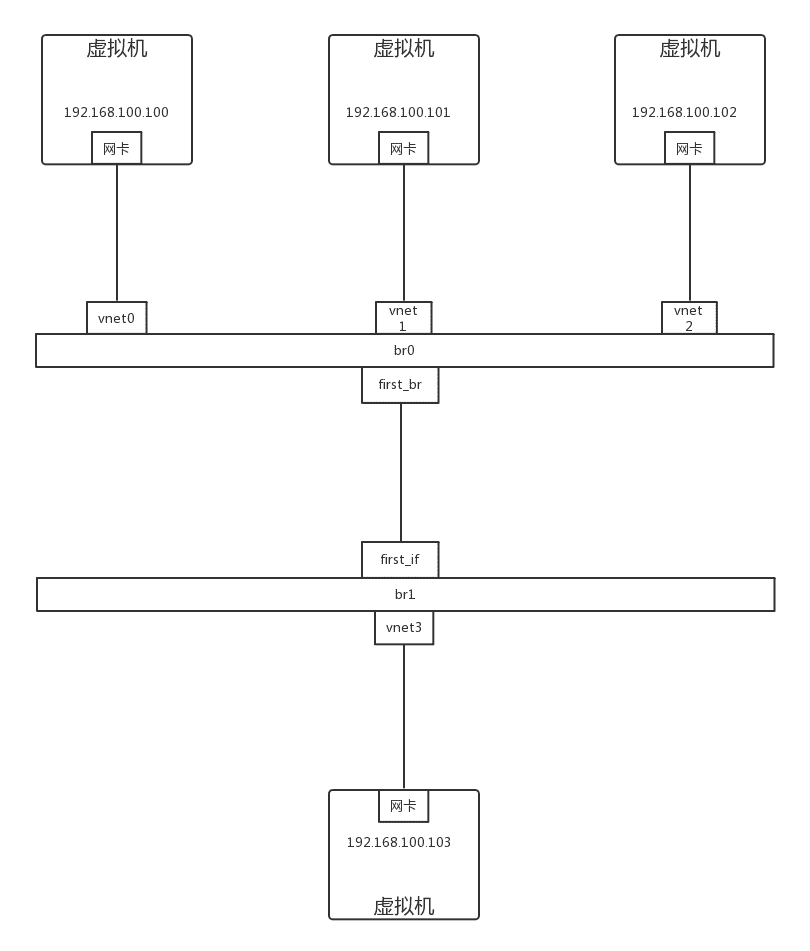 虚拟机
虚拟机
虚拟机
192.168.100.100
192.168.100.101
192.168.100.102
网卡
网卡
网卡
vnet0
vnet
1
vnet
2
br0
first_br
first_if
br1
vnet3
网卡
192.168.100.103
虚拟机